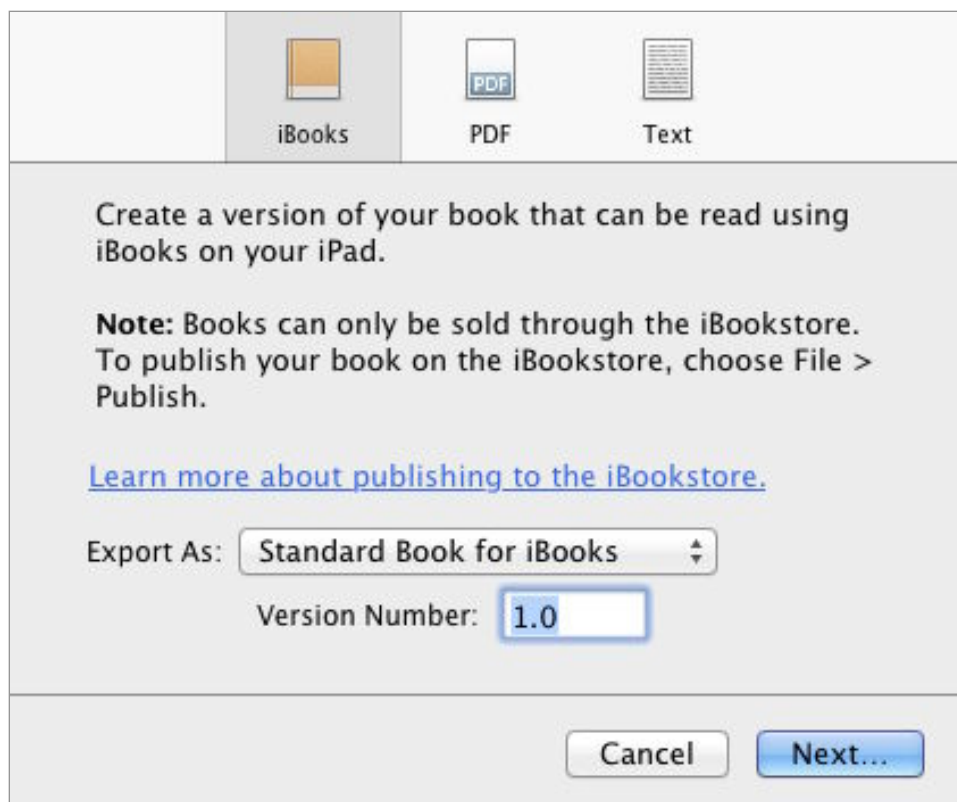 iBooks
PDF
PDF
Text
Create a version of your book that can be read using
iBooks on your iPad.
Note: Books can only be sold through the iBookstore.
To publish your book on the iBookstore, choose File >
Publish.
Learn more about publishing to the iBookstore.
Export As: Standard Book for iBooks
Version Number: 1.0
Cancel Next...